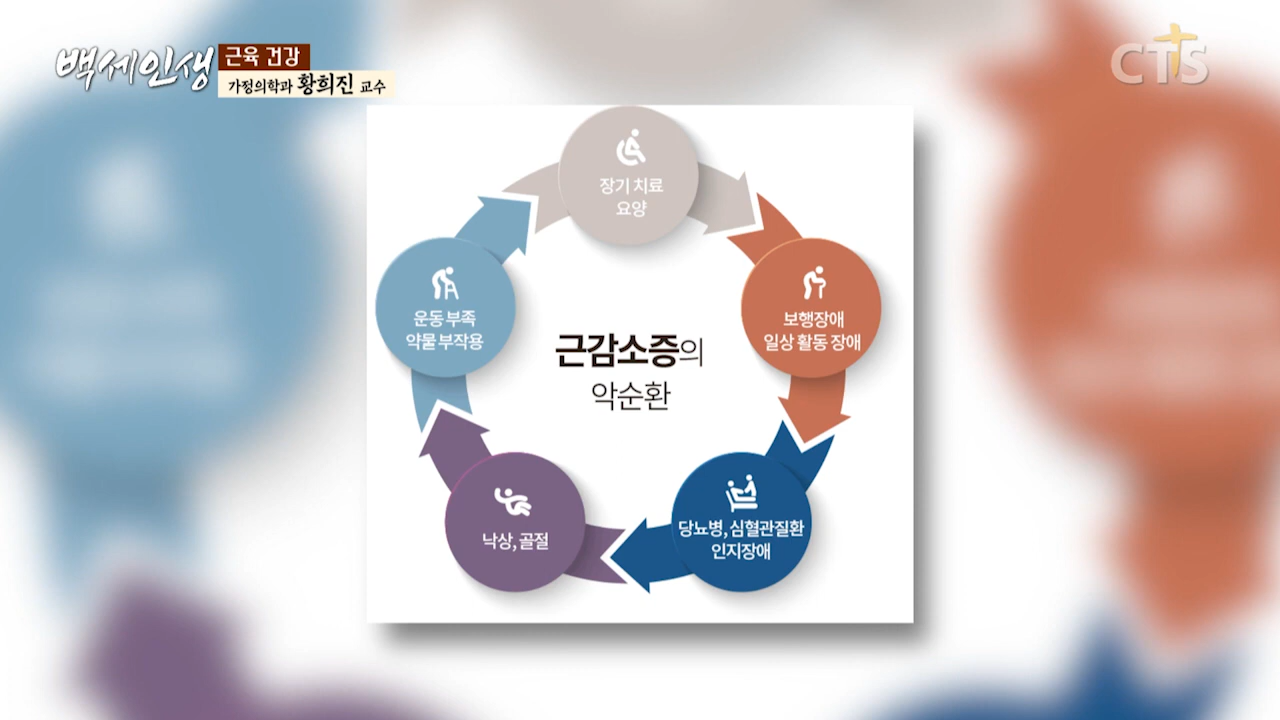 백세인생
근육 건강
가정의학과 황희진 교수
CTS
장기 치료
요양
보행장애
일상 활동 장애
당뇨병, 심혈관질환
인지장애
낙상, 골절
운동 부족
약물 부작용
근감소증의
악순환